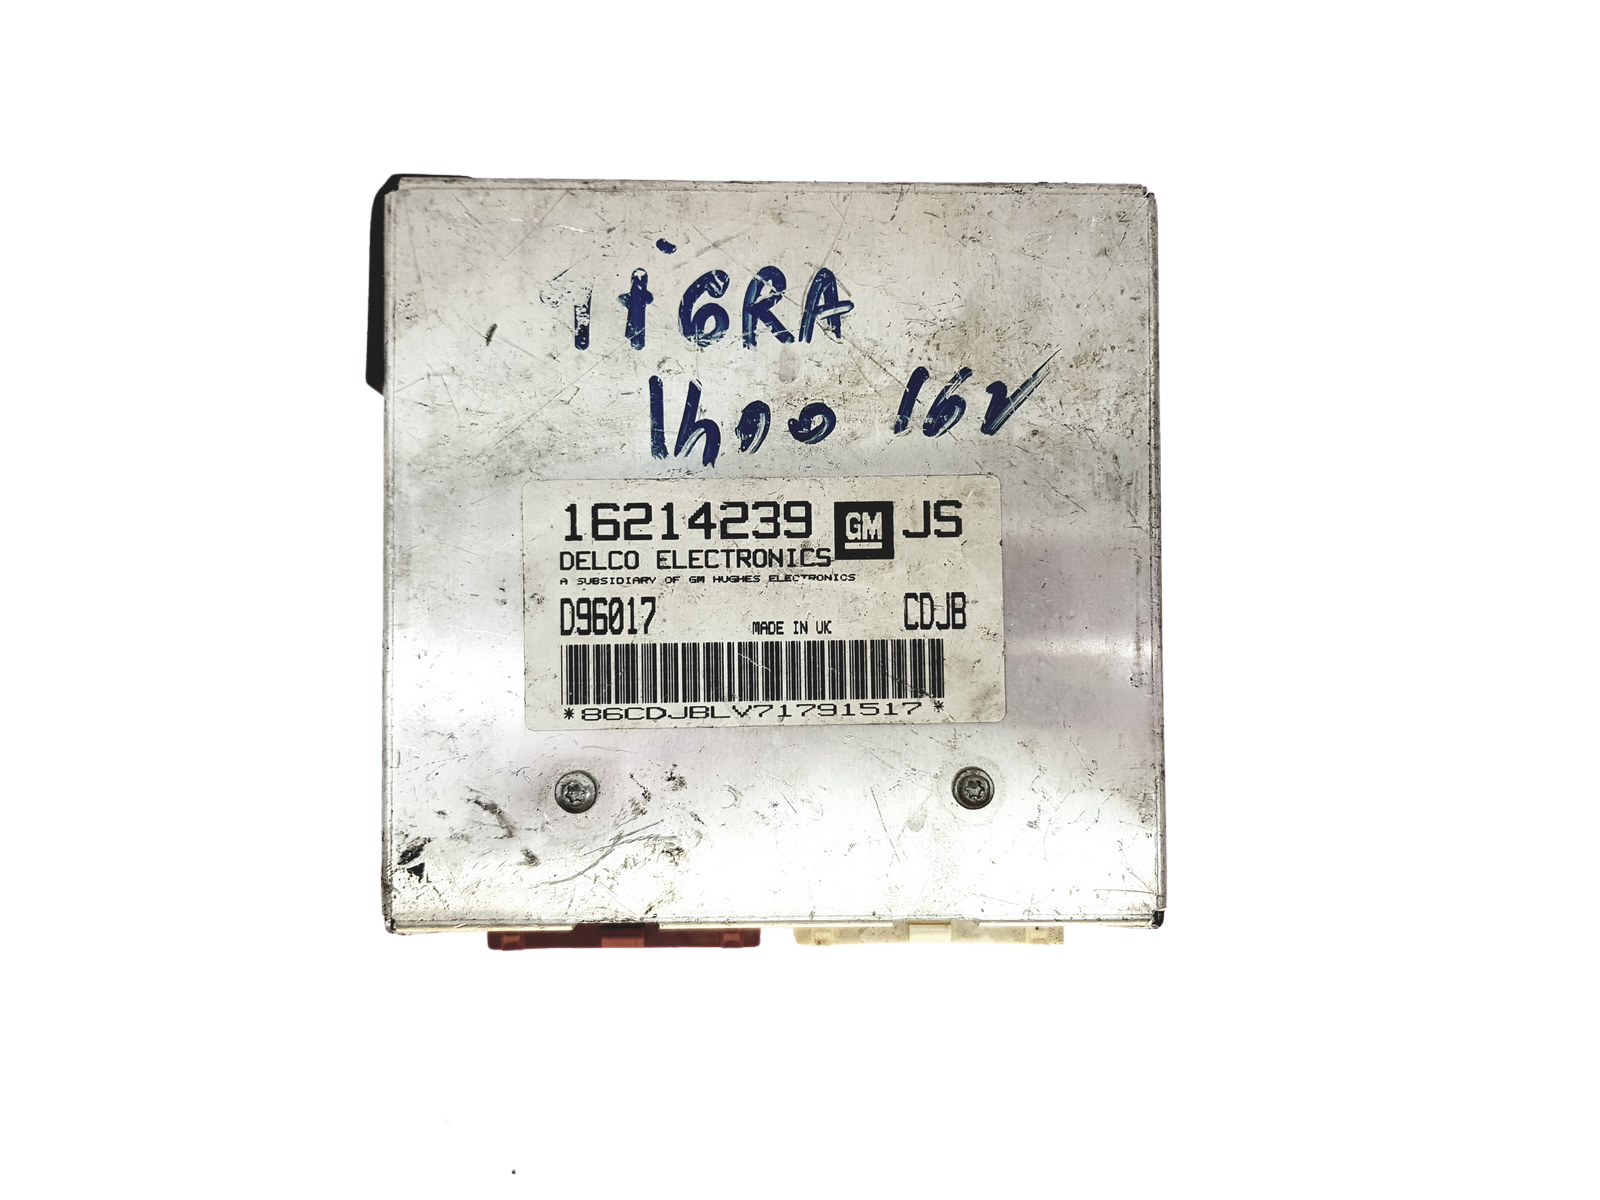 TiGRA
1400 16V
16214239 GM JS
DELCO ELECTRONICS
A SUBSIDIARY OF GM HUGHES ELECTRONICS
D96017 MADE IN UK CDJB
*86CDJBLV71791517*